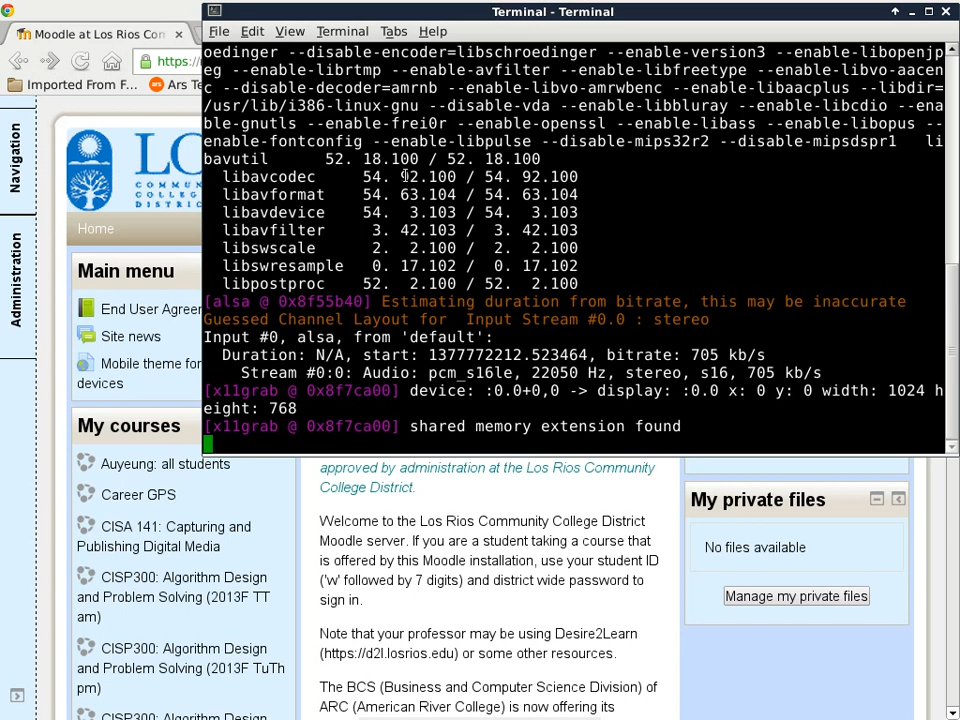 Terminal - Terminal
Moodle at Los Rios Com
File Edit View Terminal Tabs Help
https:/
Imported From F... Ars Te
oedinger --disable-encoder=libschroedinger --enable-version3 --enable-libopenjp
eg --enable-librtmp --enable-avfilter --enable-libfreetype --enable-libvo-aacen
c --disable-decoder=amrnb --enable-libvo-amrwbenc --enable-libaacplus --libdir=
/usr/lib/i386-linux-gnu --disable-vda --enable-libbluray --enable-libcdio --ena
ble-gnutls --enable-frei0r --enable-openssl --enable-libass --enable-libopus --
enable-fontconfig --enable-libpulse --disable-mips32r2 --disable-mipsdspr1 li
bavutil 52. 18.100 / 52. 18.100
libavcodec 54. 92.100 / 54. 92.100
libavformat 54. 63.104 / 54. 63.104
libavdevice 54. 3.103 / 54. 3.103
libavfilter 3. 42.103 / 3. 42.103
libswscale 2. 2.100 / 2. 2.100
libswresample 0. 17.102 / 0. 17.102
libpostproc 52. 2.100 / 52. 2.100
[alsa @ 0x8f55b40] Estimating duration from bitrate, this may be inaccurate
Guessed Channel Layout for Input Stream #0.0 : stereo
Input #0, alsa, from 'default':
Duration: N/A, start: 1377772212.523464, bitrate: 705 kb/s
Stream #0:0: Audio: pcm_s16le, 22050 Hz, stereo, s16, 705 kb/s
[x11grab @ 0x8f7ca00] device: :0.0+0,0 -> display: :0.0 x: 0 y: 0 width: 1024 h
eight: 768
[x11grab @ 0x8f7ca00] shared memory extension found
Navigation
Administration
LO
COMM
COLLEGE
DISTRIC
Home
Main menu
End User Agreer
Site news
Mobile theme for
devices
My courses
Auyeung: all students
Career GPS
CISA 141: Capturing and
Publishing Digital Media
CISP300: Algorithm Design
and Problem Solving (2013F TT
am)
CISP300: Algorithm Design
and Problem Solving (2013F TuTh
pm)
CISP300: Algorithm Design
approved by administration at the Los Rios Community
College District.
Welcome to the Los Rios Community College District
Moodle server. If you are a student taking a course that
is offered by this Moodle installation, use your student ID
('w' followed by 7 digits) and district wide password to
sign in.
Note that your professor may be using Desire2Learn
(https://d2l.losrios.edu) or some other resources.
The BCS (Business and Computer Science Division) of
ARC (American River College) is now offering its
My private files
No files available
Manage my private files